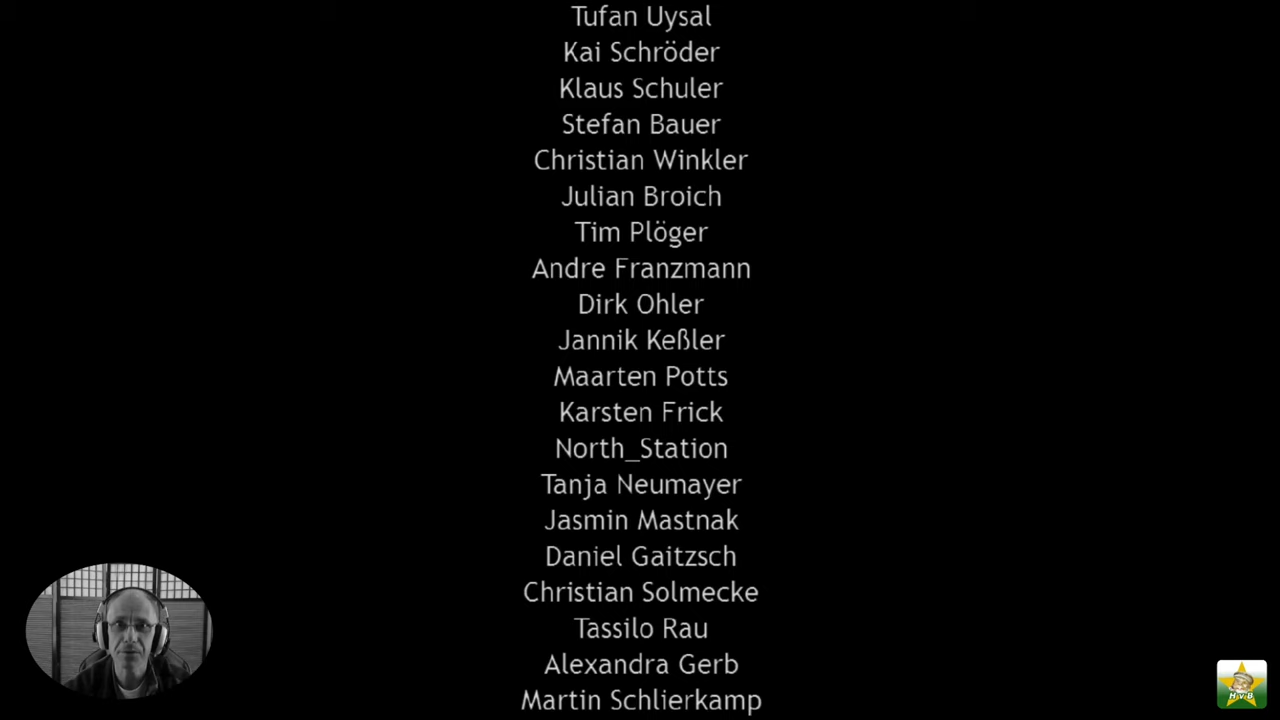 Tufan Uysal
Kai Schröder
Klaus Schuler
Stefan Bauer
Christian Winkler
Julian Broich
Tim Plöger
Andre Franzmann
Dirk Ohler
Jannik Keßler
Maarten Potts
Karsten Frick
North_Station
Tanja Neumayer
Jasmin Mastnak
Daniel Gaitzsch
Christian Solmecke
Tassilo Rau
Alexandra Gerb
Martin Schlierkamp
HvB